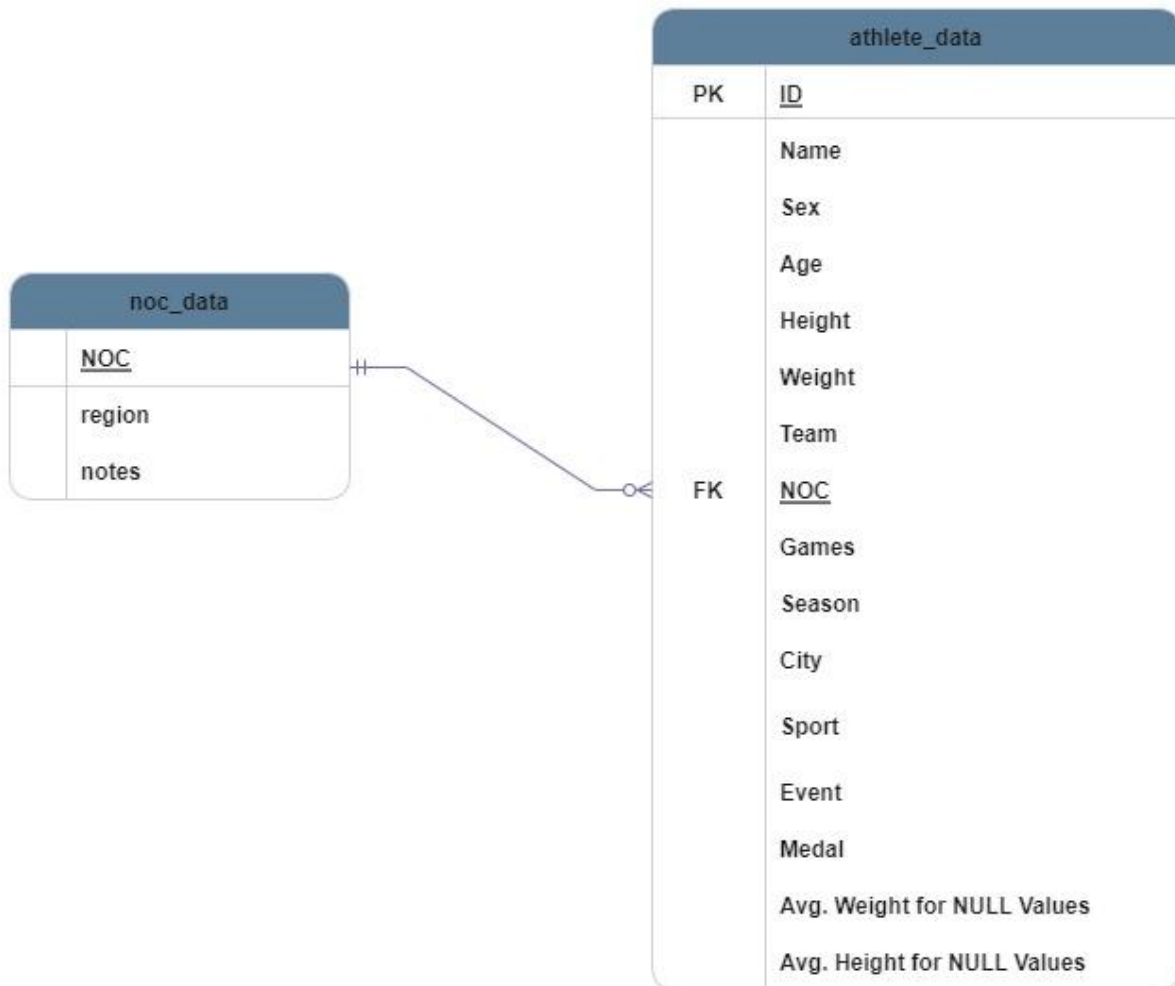 noc_data
NOC
region
notes
athlete_data
PK ID
Name
Sex
Age
Height
Weight
Team
FK NOC
Games
Season
City
Sport
Event
Medal
Avg. Weight for NULL Values
Avg. Height for NULL Values